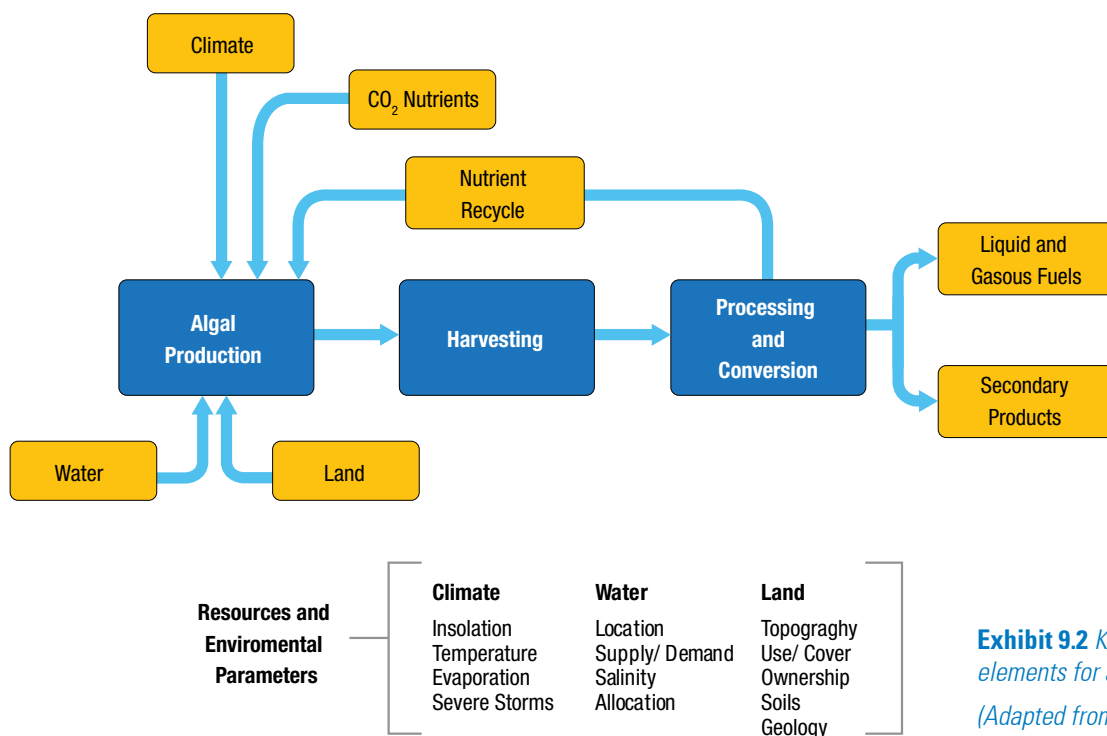 Climate
CO2 Nutrients
Nutrient
Recycle
Liquid and
Gasous Fuels
Algal
Production
Harvesting
Processing
and
Conversion
Secondary
Products
Water
Land
Resources and
Enviromental
Parameters
Climate
Insolation
Temperature
Evaporation
Severe Storms
Water
Location
Supply/ Demand
Salinity
Allocation
Land
Topograghy
Use/ Cover
Ownership
Soils
Geology
Exhibit 9.2
elements for
(Adapted from